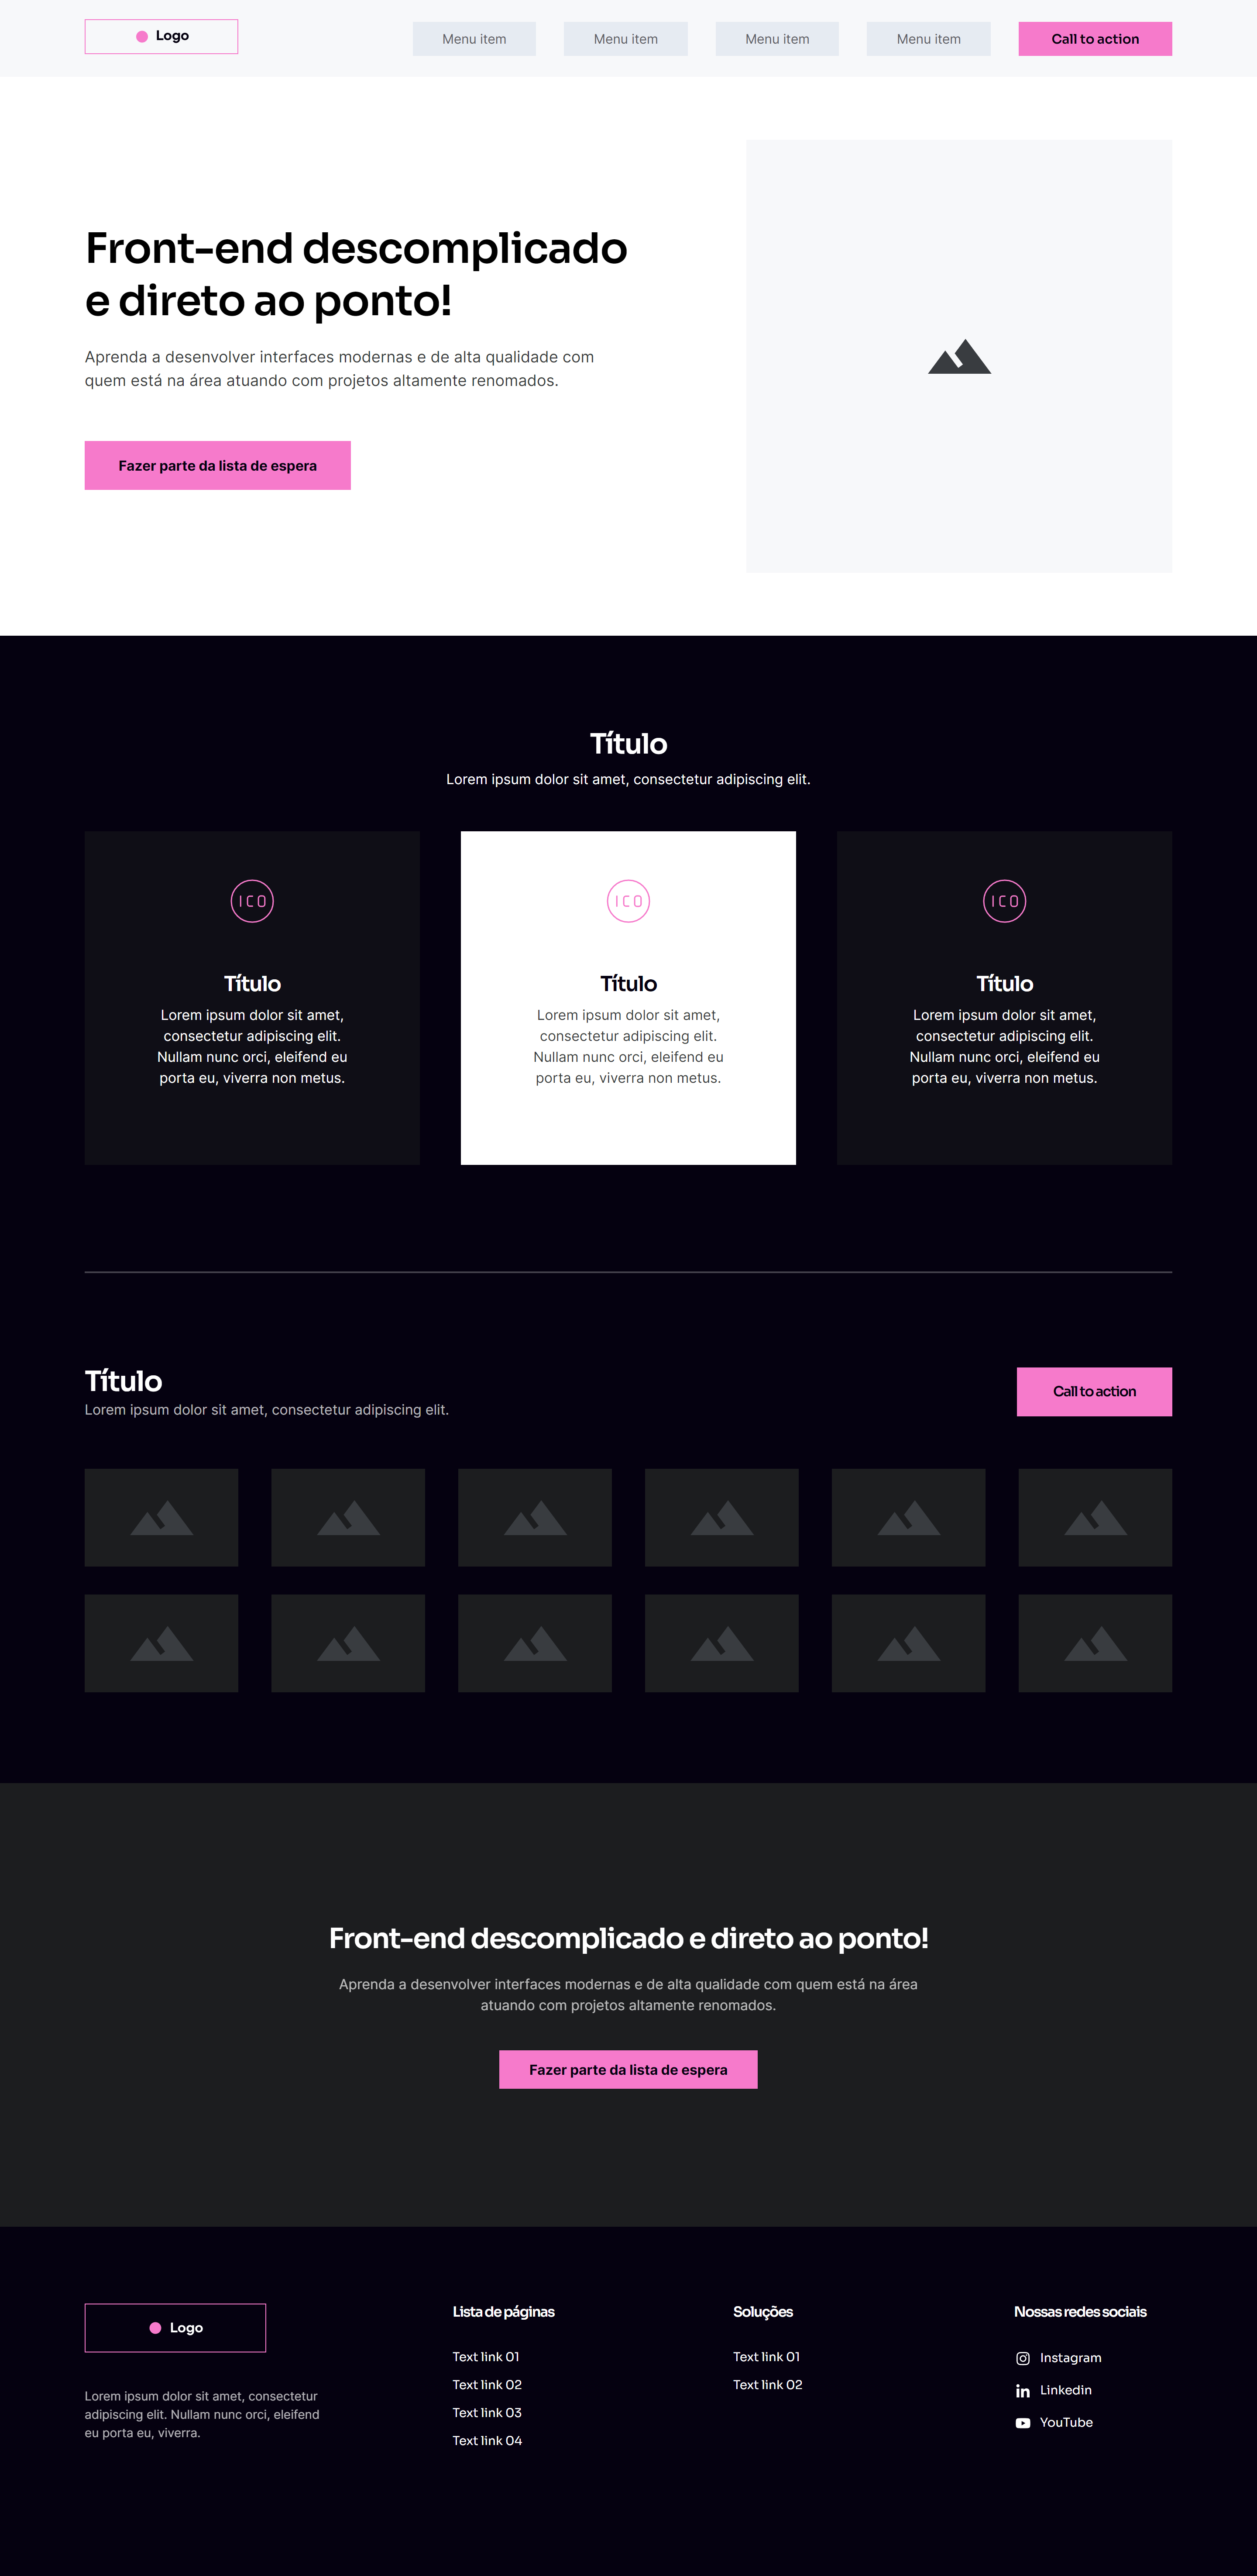 Logo
Menu item
Menu item
Menu item
Menu item
Call to action
Front-end descomplicado
e direto ao ponto!
Aprenda a desenvolver interfaces modernas e de alta qualidade com
quem está na área atuando com projetos altamente renomados.
Fazer parte da lista de espera
Título
Lorem ipsum dolor sit amet, consectetur adipiscing elit.
ICO
Título
Lorem ipsum dolor sit amet,
consectetur adipiscing elit.
Nullam nunc orci, eleifend eu
porta eu, viverra non metus.
ICO
Título
Lorem ipsum dolor sit amet,
consectetur adipiscing elit.
Nullam nunc orci, eleifend eu
porta eu, viverra non metus.
ICO
Título
Lorem ipsum dolor sit amet,
consectetur adipiscing elit.
Nullam nunc orci, eleifend eu
porta eu, viverra non metus.
Título
Lorem ipsum dolor sit amet, consectetur adipiscing elit.
Call to action
Front-end descomplicado e direto ao ponto!
Aprenda a desenvolver interfaces modernas e de alta qualidade com quem está na área
atuando com projetos altamente renomados.
Fazer parte da lista de espera
Logo
Lorem ipsum dolor sit amet, consectetur
adipiscing elit. Nullam nunc orci, eleifend
eu porta eu, viverra.
Lista de páginas
Text link 01
Text link 02
Text link 03
Text link 04
Soluções
Text link 01
Text link 02
Nossas redes sociais
Instagram
Linkedin
YouTube